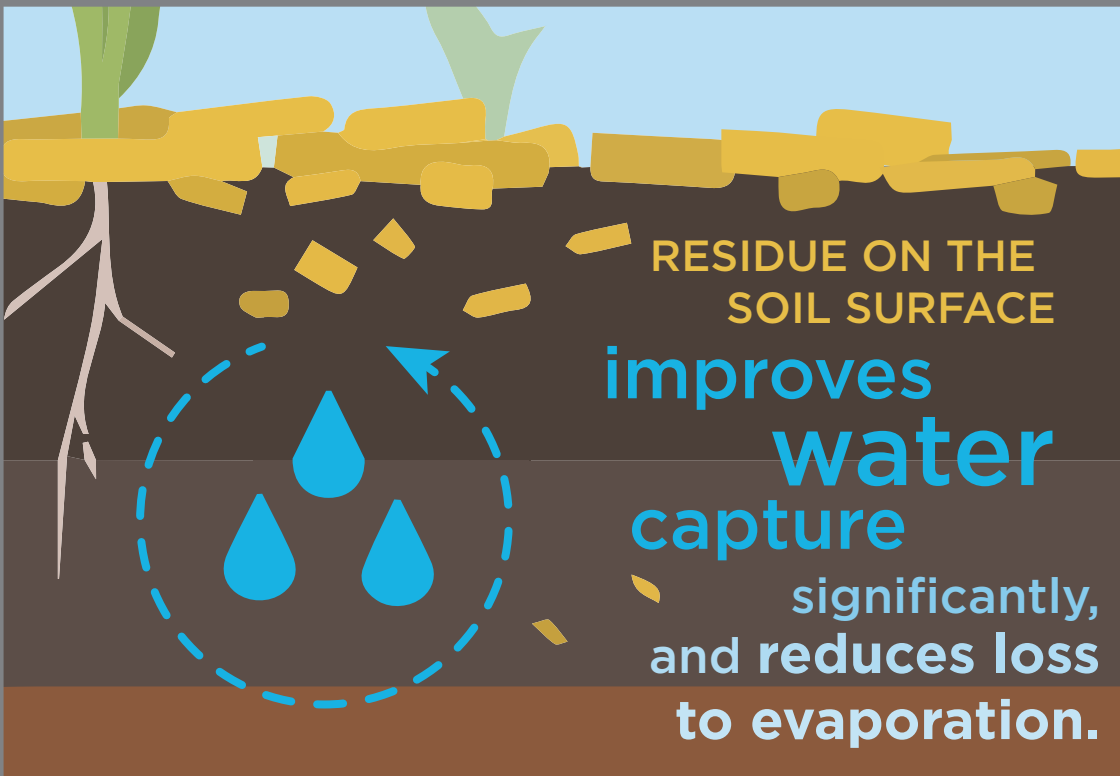 RESIDUE ON THE
SOIL SURFACE
improves
water
capture
significantly,
and reduces loss
to evaporation.